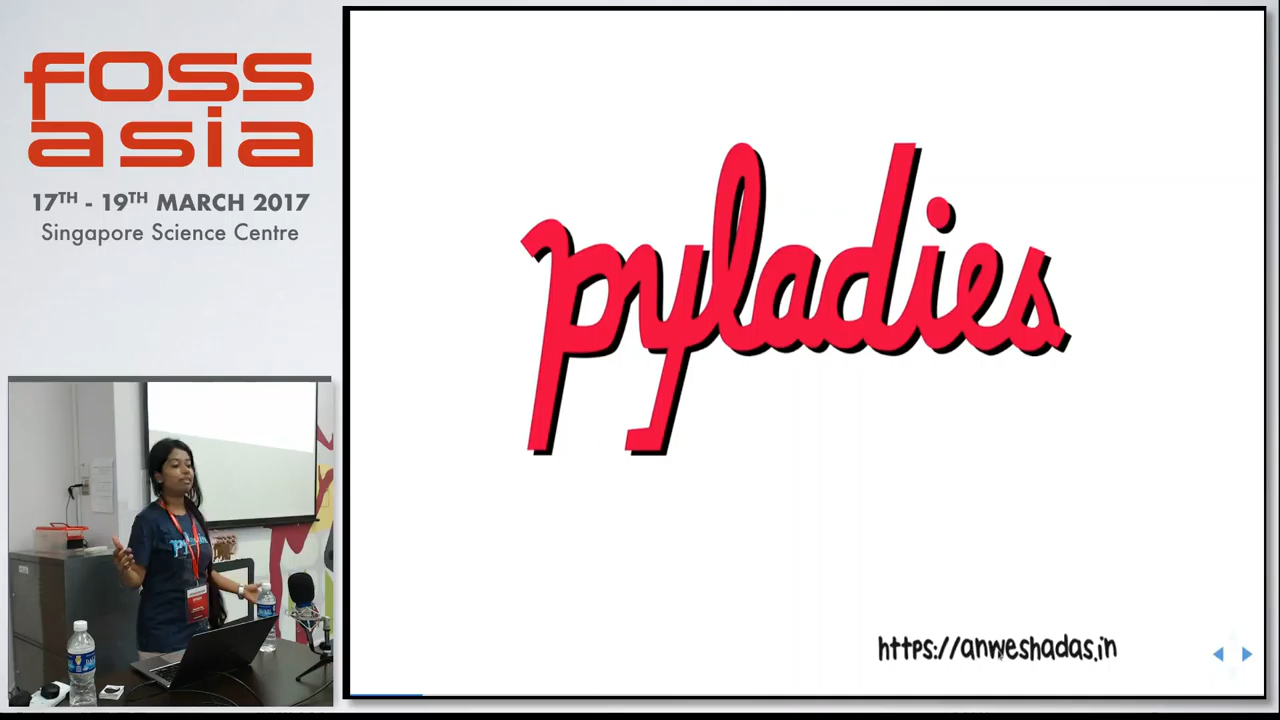 foss
asia
17TH - 19TH MARCH 2017
Singapore Science Centre
pyladies
https://anweshadas.in